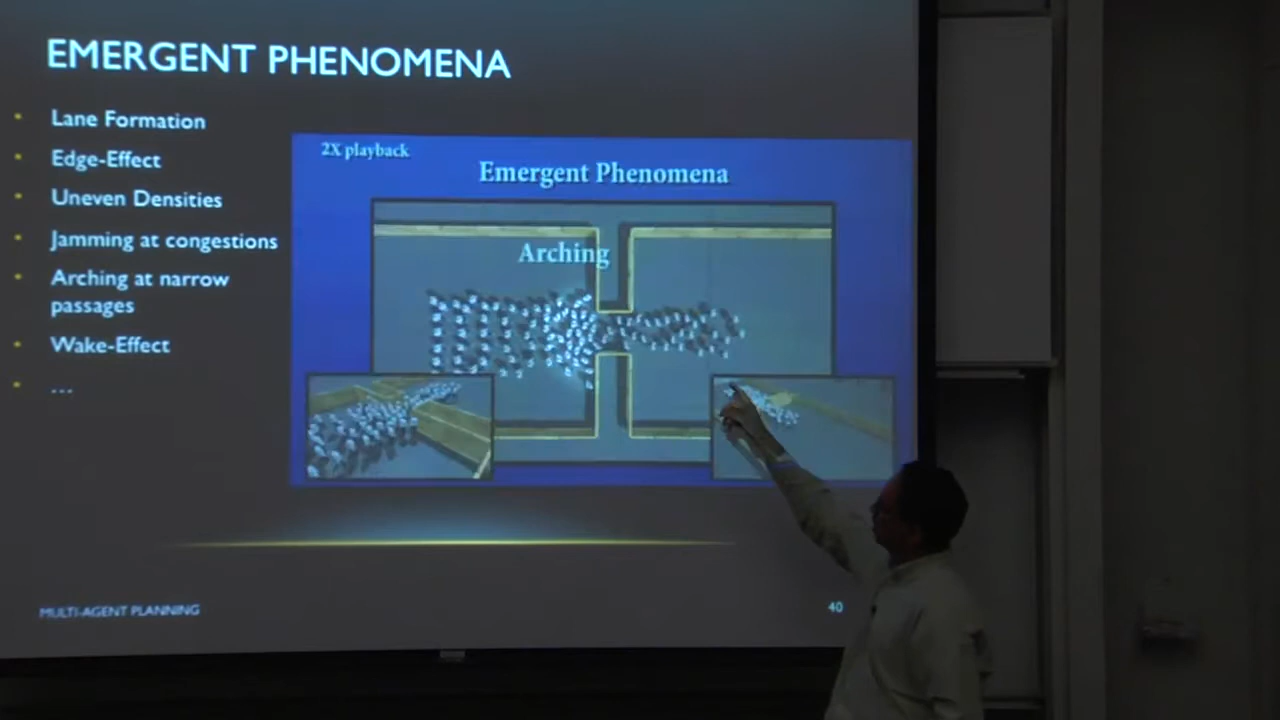 EMERGENT PHENOMENA
Lane Formation
Edge-Effect
Uneven Densities
Jamming at congestions
Arching at narrow
passages
Wake-Effect
...
2X playback
Emergent Phenomena
Arching
MULTI-AGENT PLANNING
40